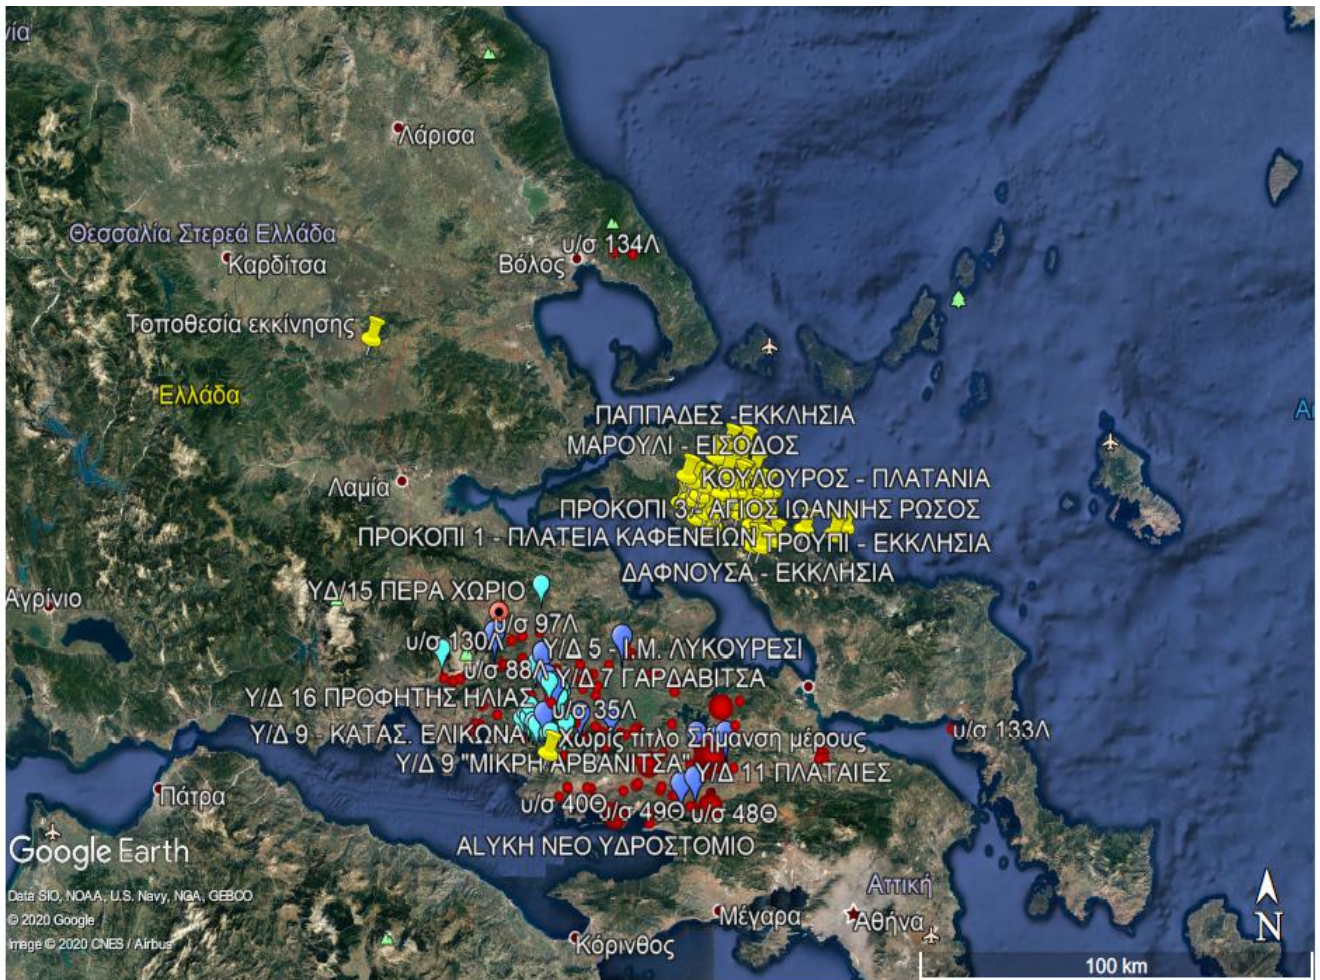 νία
Λάρισα
Θεσσαλία Στερεά Ελλάδα
υ/σ 134Λ
Καρδίτσα
Βόλος
Τοποθεσία εκκίνησης
Ελλάδα
ΠΑΠΠΑΔΕΣ -ΕΚΚΛΗΣΙΑ
ΜΑΡΟΥΛΙ - ΕΙΣΟΔΟΣ
ΚΟΥΛΟΥΡΟΣ - ΠΛΑΤΑΝΙΑ
Λαμία
ΠΡΟΚΟΠΙ 3 - ΑΓΙΟΣ ΙΩΑΝΝΗΣ ΡΩΣΟΣ
ΠΡΟΚΟΠΙ 1 - ΠΛΑΤΕΙΑ ΚΑΦΕΝΕΙΩΝ
ΤΡΟΥΠΙ - ΕΚΚΛΗΣΙΑ
ΔΑΦΝΟΥΣΑ - ΕΚΚΛΗΣΙΑ
Αγρίνιο
ΥΔ/15 ΠΕΡΑ ΧΩΡΙΟ
υ/σ 97Λ
υ/σ 130Λ
Υ/Δ 5 - Ι.Μ. ΛΥΚΟΥΡΕΣΙ
υ/σ 88Λ
Υ/Δ 7 ΓΑΡΔΑΒΙΤΣΑ
Υ/Δ 16 ΠΡΟΦΗΤΗΣ ΗΛΙΑΣ
υ/σ 35Λ
Υ/Δ 9 - ΚΑΤΑΣ. ΕΛΙΚΩΝΑ
Χωρίς τίτλο Σήμανση μέρους
υ/σ 133Λ
Υ/Δ 9 "ΜΙΚΡΗ ΑΡΒΑΝΙΤΣΑ"
Υ/Δ 11 ΠΛΑΤΑΙΕΣ
Πάτρα
υ/σ 40Θ
υ/σ 49Θ
υ/σ 48Θ
ΑLΥΚΗ ΝΕΟ ΥΔΡΟΣΤΟΜΙΟ
Google Earth
Αττική
Data SIO, NOAA, U.S. Navy, NGA, GEBCO
© 2020 Google
Image © 2020 CNES / Airbus
Μέγαρα
Αθήνα
Κόρινθος
N
100 km